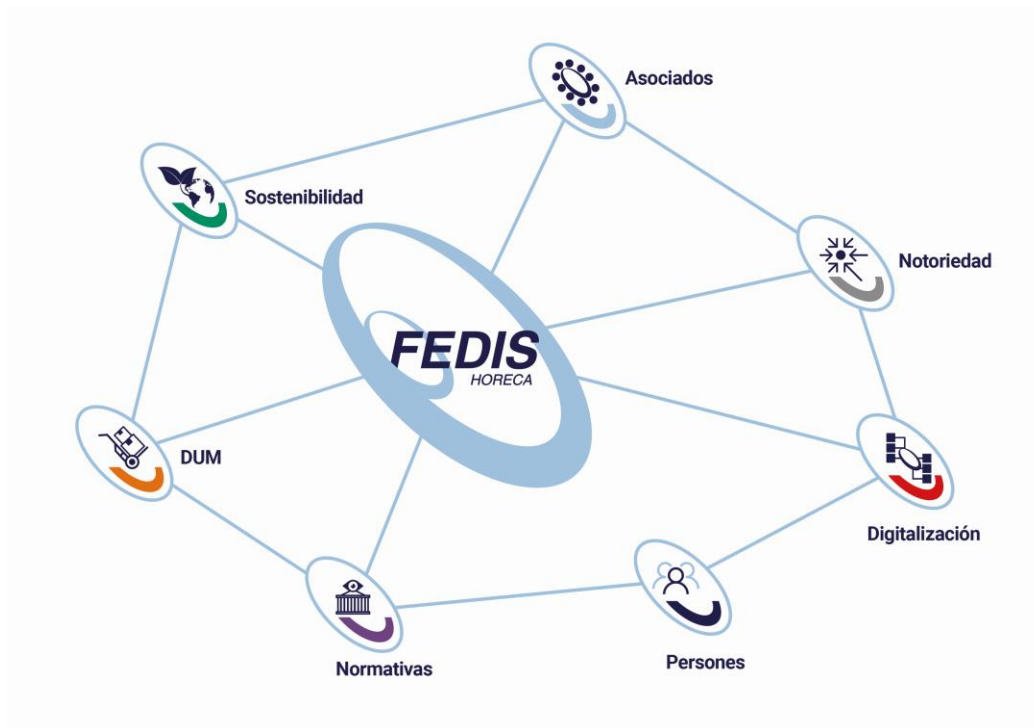 Asociados
Sostenibilidad
Notoriedad
FEDIS
HORECA
DUM
Digitalización
Persones
Normativas